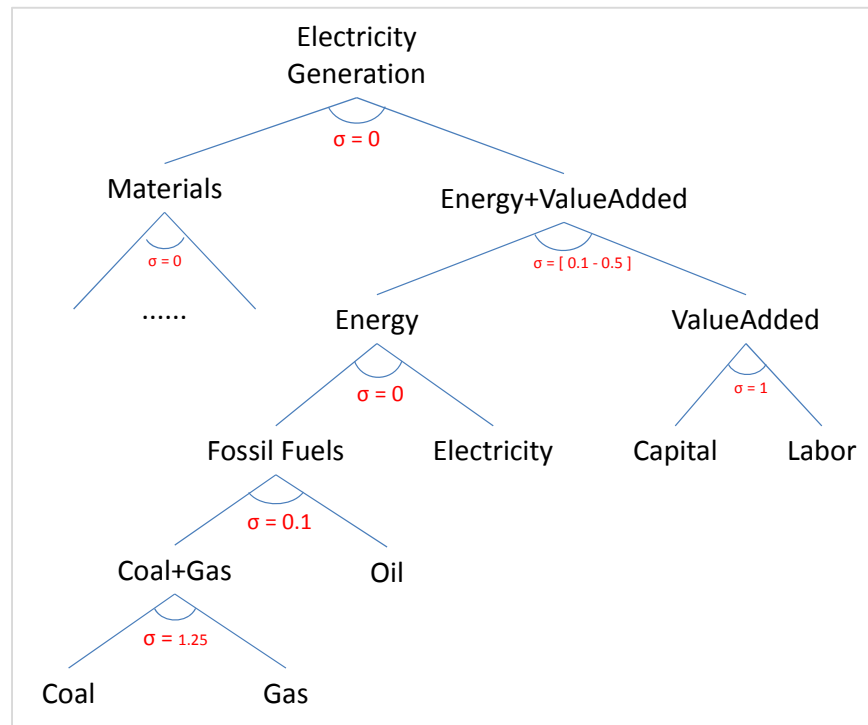 Electricity
Generation
σ = 0
Materials
Energy+ValueAdded
σ = 0
σ = [ 0.1 - 0.5 ]
......
Energy
ValueAdded
σ = 0
σ = 1
Fossil Fuels
Electricity
Capital
Labor
σ = 0.1
Coal+Gas
Oil
σ = 1.25
Coal
Gas